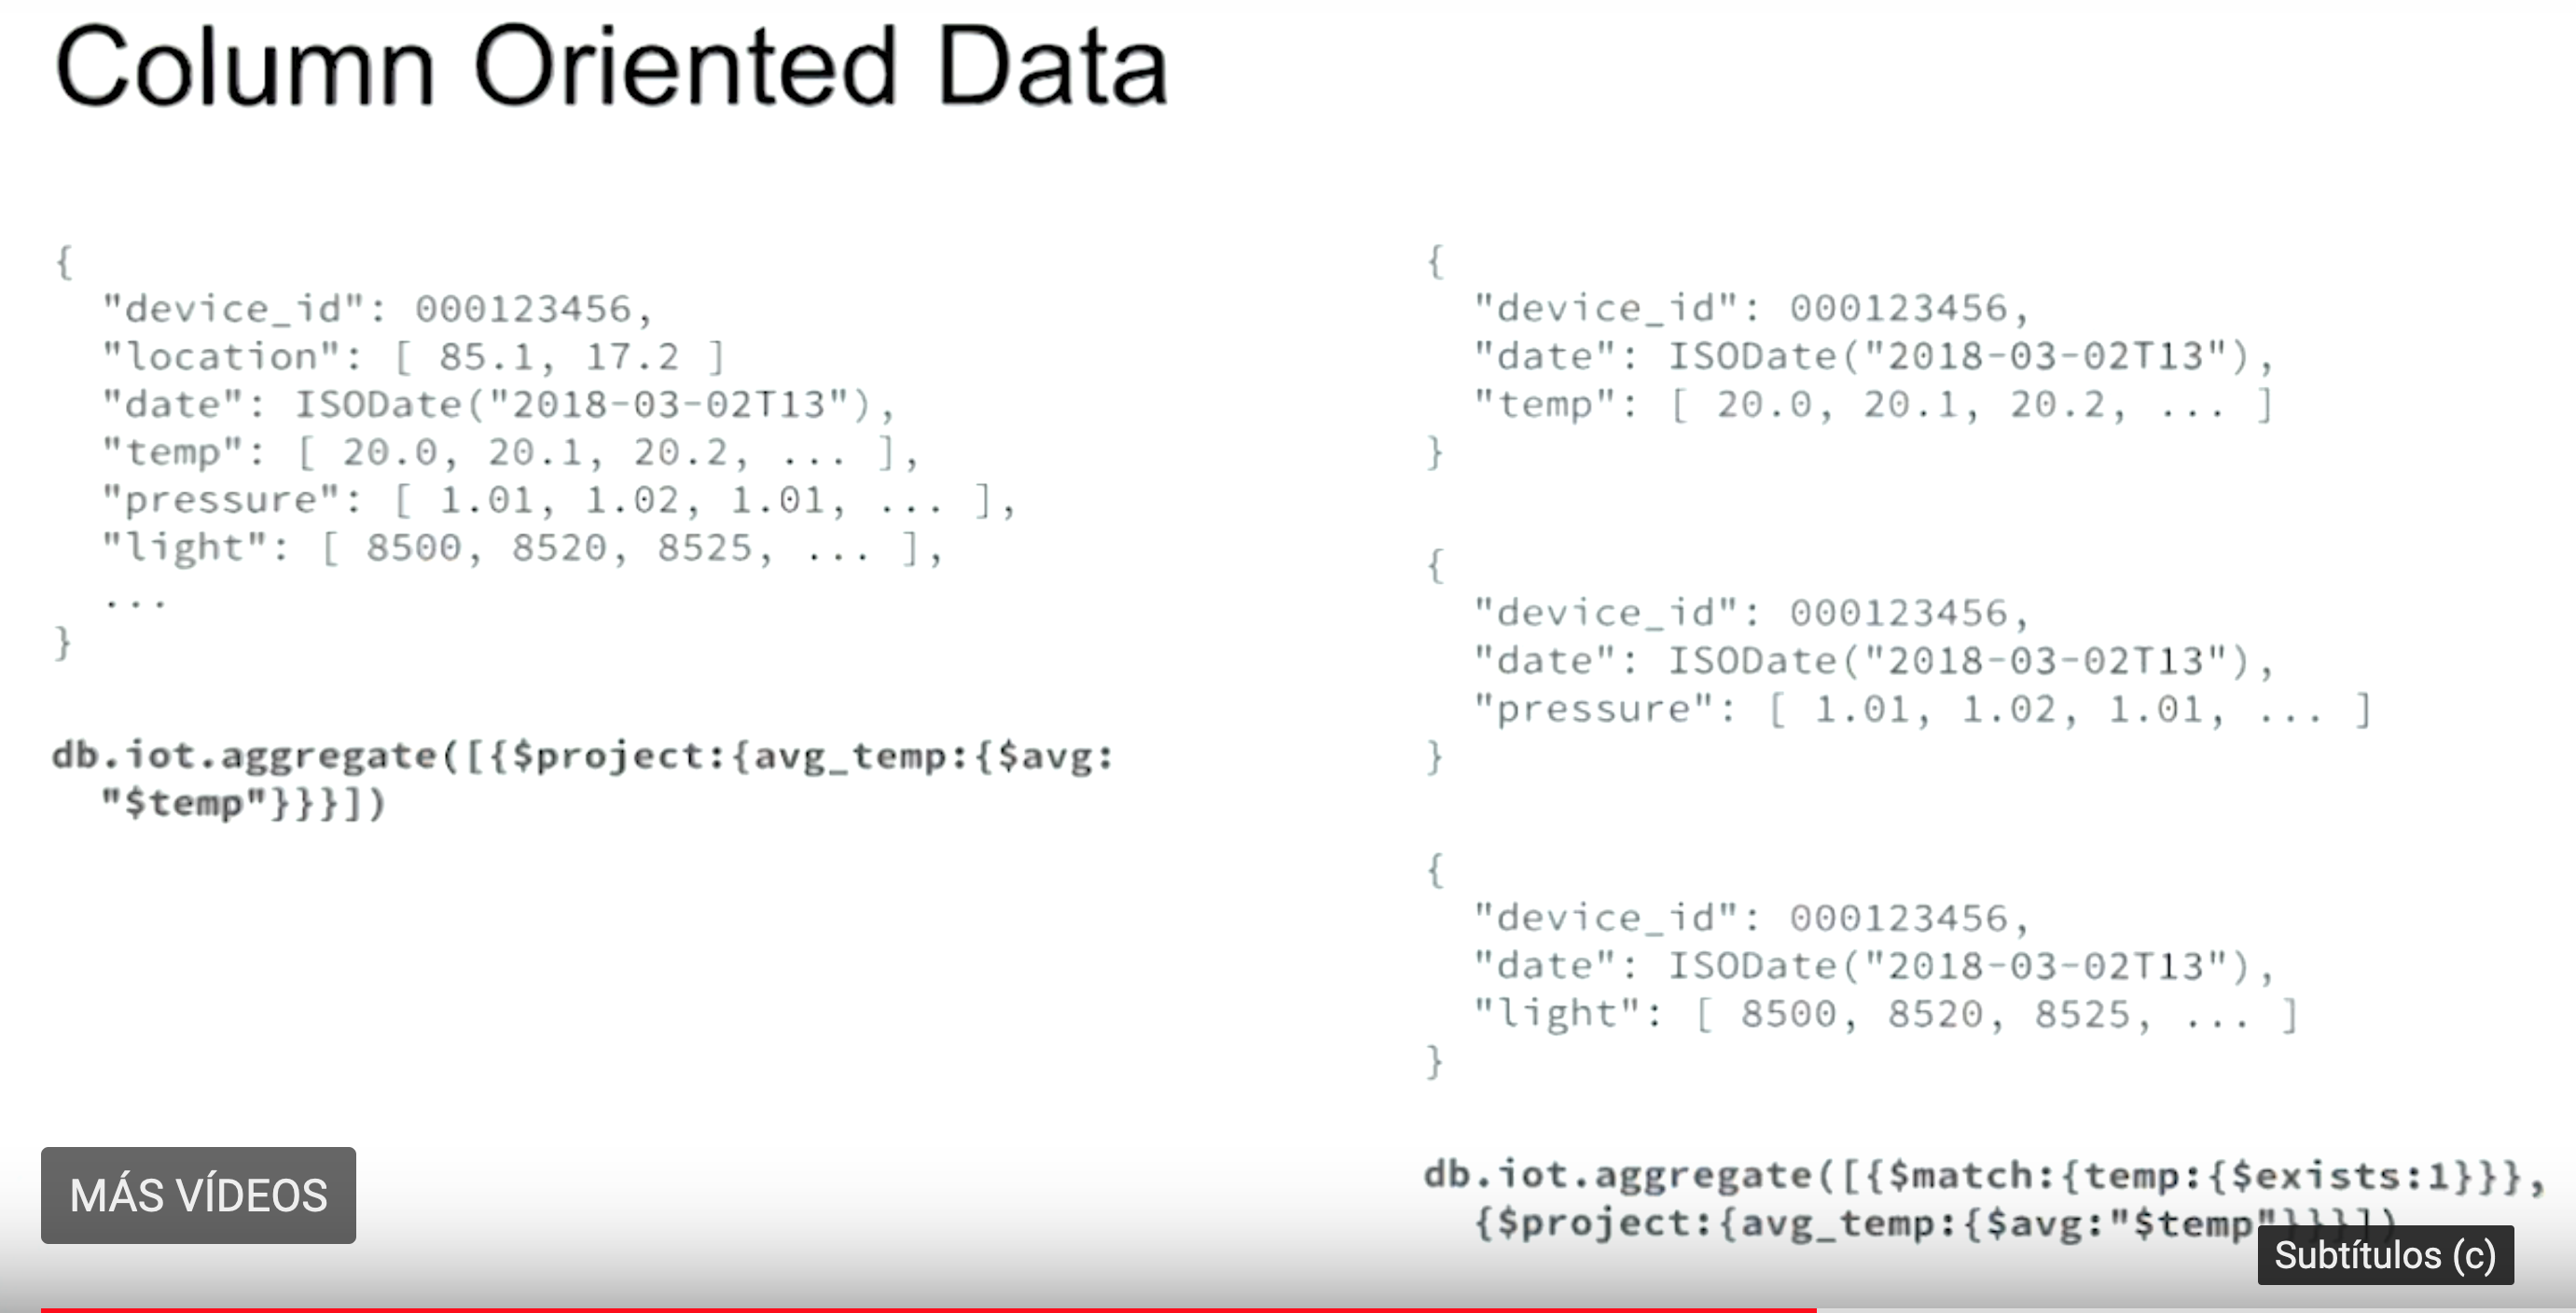 Column Oriented Data
{
"device_id": 000123456,
"location": [ 85.1, 17.2 ]
"date": ISODate("2018-03-02T13"),
"temp": [ 20.0, 20.1, 20.2, ... ],
"pressure": [ 1.01, 1.02, 1.01, ... ],
"light": [ 8500, 8520, 8525, ... ],
...
}
db.iot.aggregate([{$project:{avg_temp:{$avg:
"$temp"}}}])
{
"device_id": 000123456,
"date": ISODate("2018-03-02T13"),
"temp": [ 20.0, 20.1, 20.2, ... ]
}
{
"device_id": 000123456,
"date": ISODate("2018-03-02T13"),
"pressure": [ 1.01, 1.02, 1.01, ... ]
}
{
"device_id": 000123456,
"date": ISODate("2018-03-02T13"),
"light": [ 8500, 8520, 8525, ... ]
}
db.iot.aggregate([{$match:{temp:{$exists:1}}},
{$project:{avg_temp:{$avg:"$temp"}}}])
MÁS VÍDEOS
Subtítulos (c)